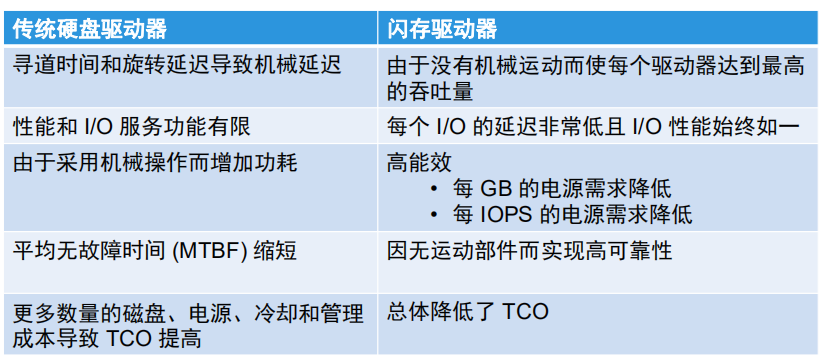 传统硬盘驱动器
闪存驱动器
寻道时间和旋转延迟导致机械延迟
由于没有机械运动而使每个驱动器达到最高
的吞吐量
性能和 I/O 服务功能有限
每个 I/O 的延迟非常低且 I/O 性能始终如一
由于采用机械操作而增加功耗
高能效
• 每 GB 的电源需求降低
• 每 IOPS 的电源需求降低
平均无故障时间 (MTBF) 缩短
因无运动部件而实现高可靠性
更多数量的磁盘、电源、冷却和管理
成本导致 TCO 提高
总体降低了 TCO